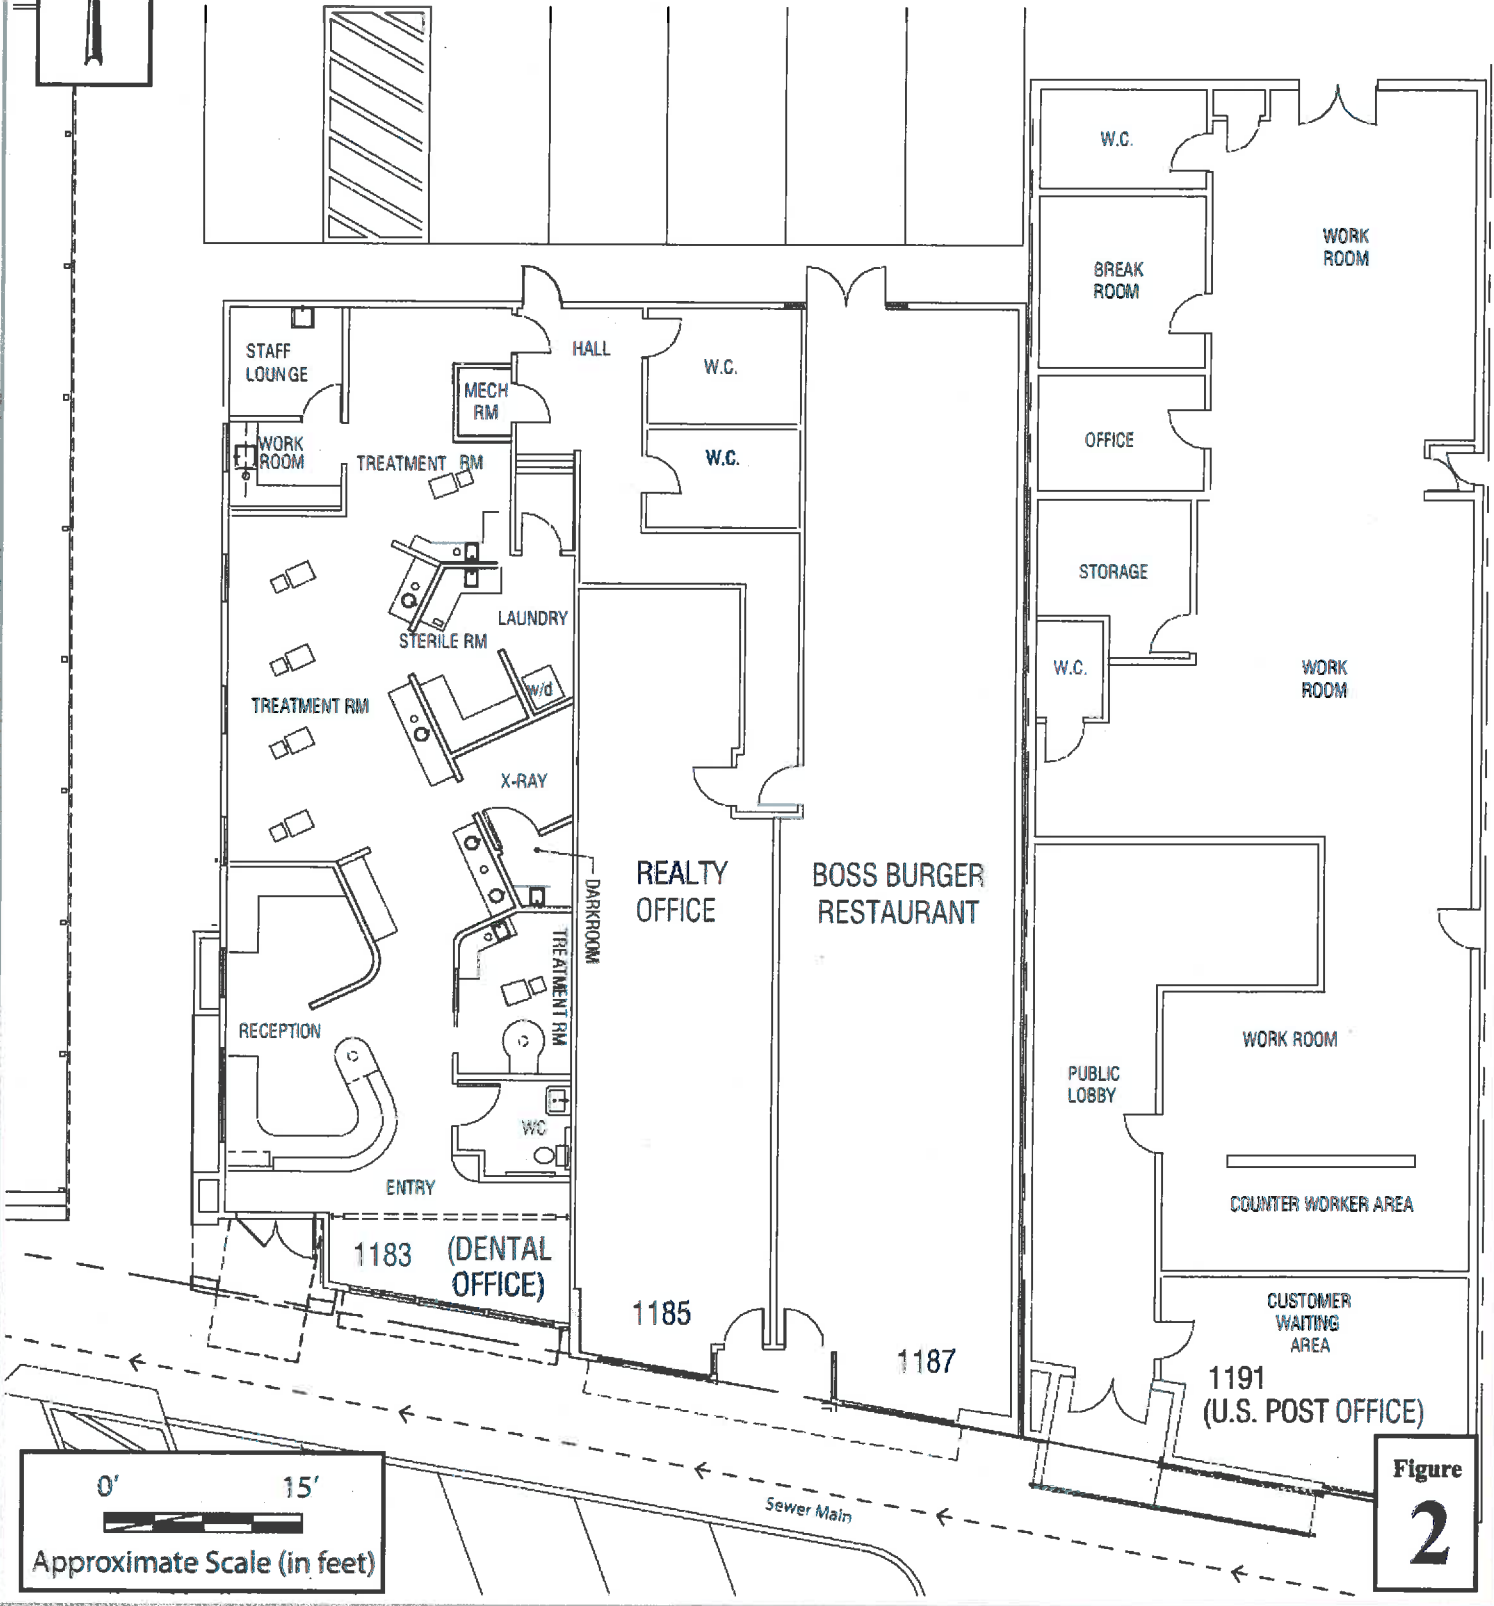 W.C.
WORK
ROOM
BREAK
ROOM
STAFF
LOUNGE
HALL
W.C.
MECH
RM
OFFICE
WORK
ROOM
TREATMENT RM
W.C.
STORAGE
LAUNDRY
STERILE RM
W.C.
WORK
ROOM
w/d
TREATMENT RM
X-RAY
REALTY
OFFICE
BOSS BURGER
RESTAURANT
DARKROOM
TREATMENT RM
RECEPTION
WORK ROOM
PUBLIC
LOBBY
WC
ENTRY
COUNTER WORKER AREA
1183
(DENTAL
OFFICE)
1185
CUSTOMER
WAITING
AREA
1187
1191
(U.S. POST OFFICE)
0' 15'
Approximate Scale (in feet)
Sewer Main
Figure
2